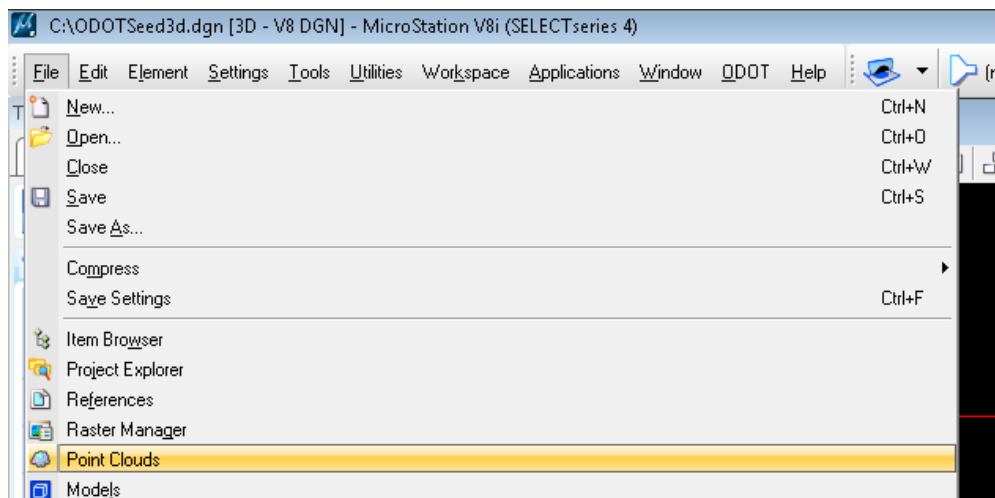 C:\ODOTSeed3d.dgn [3D - V8 DGN] - MicroStation V8i (SELECTseries 4)
File Edit Element Settings Tools Utilities Workspace Applications Window ODOT Help
New... Ctrl+N
Open... Ctrl+O
Close Ctrl+W
Save Ctrl+S
Save As...
Compress
Save Settings Ctrl+F
Item Browser
Project Explorer
References
Raster Manager
Point Clouds
Models